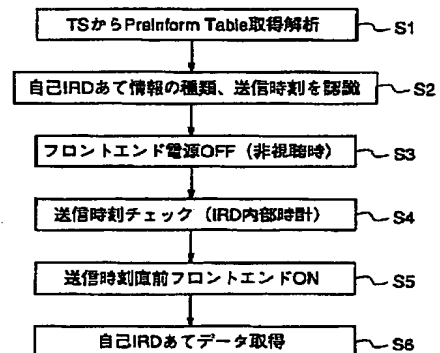 TSからPreInform Table取得解析 S1
自己IRDあて情報の種類、送信時刻を認識 S2
フロントエンド電源OFF（非視聴時） S3
送信時刻チェック（IRD内部時計） S4
送信時刻直前フロントエンドON S5
自己IRDあてデータ取得 S6